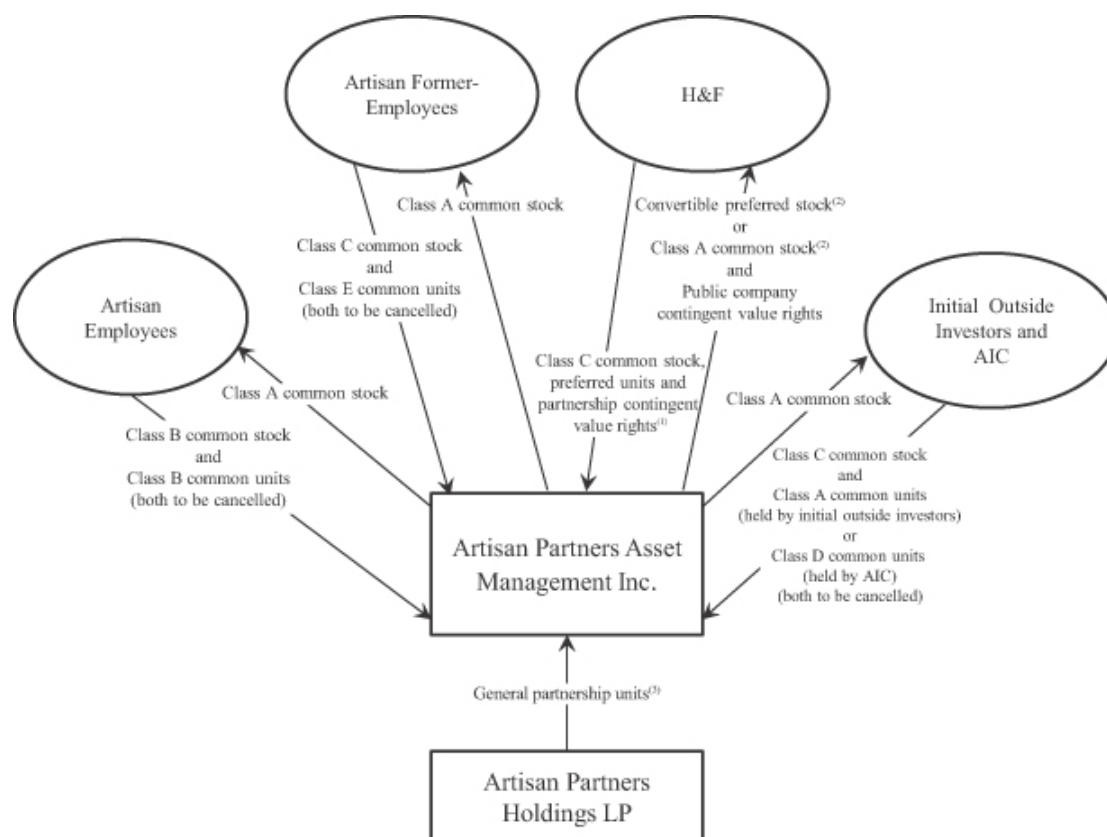 Artisan Former-
Employees
H&F
Class A common stock
Convertible preferred stock(2)
or
Class A common stock(2)
and
Public company
contingent value rights
Class C common stock
and
Class E common units
(both to be cancelled)
Artisan
Employees
Initial Outside
Investors and
AIC
Class C common stock,
preferred units and
partnership contingent
value rights(1)
Class A common stock
Class A common stock
Class B common stock
and
Class B common units
(both to be cancelled)
Class C common stock
and
Class A common units
(held by initial outside investors)
or
Class D common units
(held by AIC)
(both to be cancelled)
Artisan Partners Asset
Management Inc.
General partnership units(3)
Artisan Partners
Holdings LP